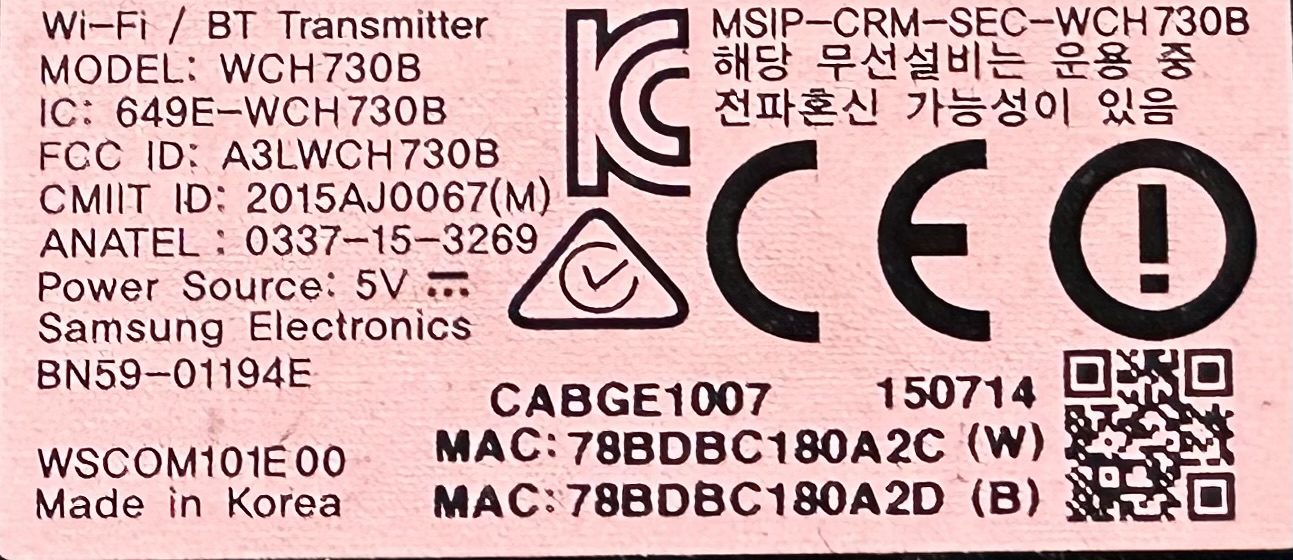 Wi-Fi / BT Transmitter
MODEL: WCH730B
IC: 649E-WCH730B
FCC ID: A3LWCH730B
CMIIT ID: 2015AJ0067(M)
ANATEL : 0337-15-3269
Power Source: 5V ⎓
Samsung Electronics
BN59-01194E
WSCOM101E00
Made in Korea
MSIP-CRM-SEC-WCH730B
해당 무선설비는 운용 중
전파혼신 가능성이 있음
CE
CABGE1007 150714
MAC: 78BDBC180A2C (W)
MAC: 78BDBC180A2D (B)